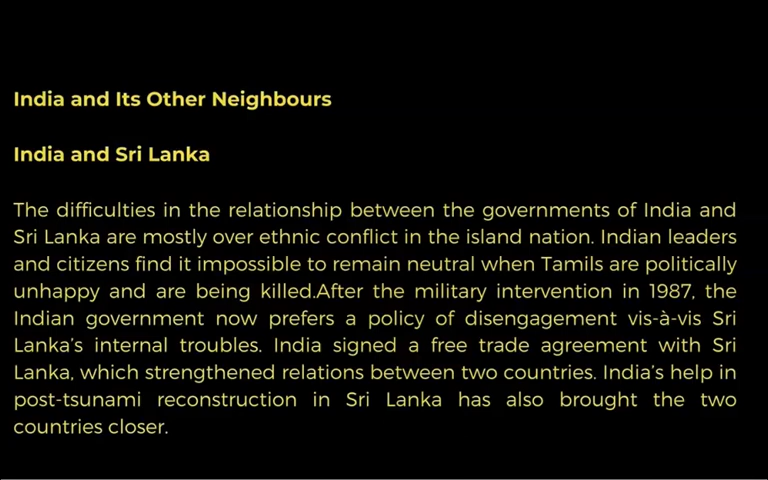 India and Its Other Neighbours
India and Sri Lanka
The difficulties in the relationship between the governments of India and
Sri Lanka are mostly over ethnic conflict in the island nation. Indian leaders
and citizens find it impossible to remain neutral when Tamils are politically
unhappy and are being killed.After the military intervention in 1987, the
Indian government now prefers a policy of disengagement vis-à-vis Sri
Lanka's internal troubles. India signed a free trade agreement with Sri
Lanka, which strengthened relations between two countries. India's help in
post-tsunami reconstruction in Sri Lanka has also brought the two
countries closer.